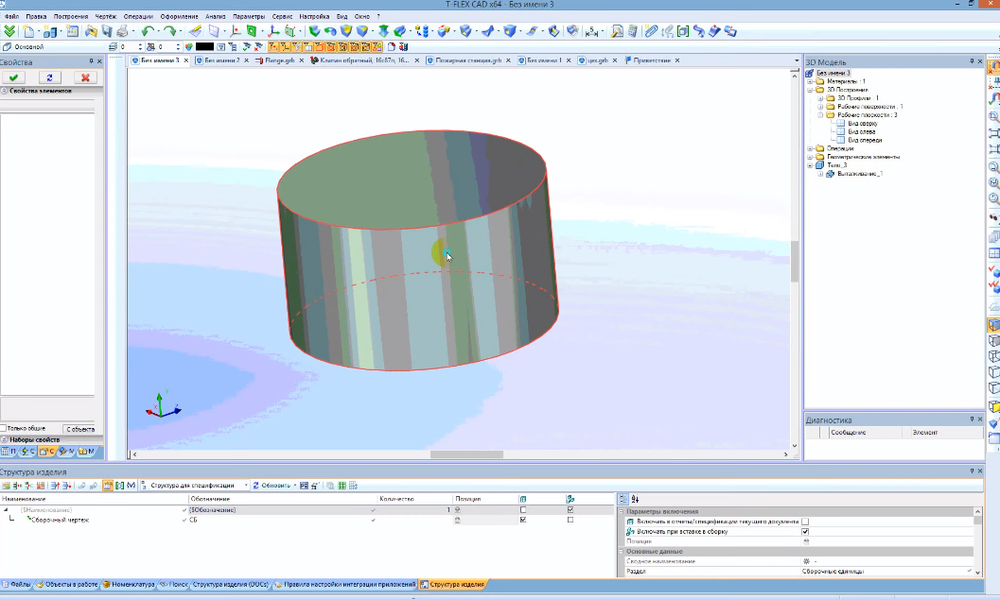 T-FLEX CAD x64 - Без имени 3
Файл Правка Построения Чертёж Операции Оформление Анализ Параметры Сервис Настройка Вид Окно ?
Основной 0 0
Свойства
Без имени 3 Без имени 2 Flange.grb Клапан обратный, 16с67п, 16с... Пожарная станция.grb Без имени 1 цех.grb Приветствие
3D Модель
Свойства элементов
Без имени 3
Материалы : 1
3D Построения
3D Профили : 1
Рабочие поверхности : 1
Рабочие плоскости : 3
Вид сверху
Вид слева
Вид спереди
Операции
Геометрические элементы
Тело_3
Выталкивание_1
Y
X
Z
Только общие С объекта
Наборы свойств
П С С М М
Диагностика
Сообщение Элемент
Структура изделия
Структура для спецификации Обновить
Наименование Обозначение Количество Позиция
{$Наименование} {$Обозначение} 1
Сборочный чертеж СБ
Параметры включения
Включать в отчёты/спецификации текущего документа
Включать при вставке в сборку
Позиция
Основные данные
Сводное наименование -
Раздел Сборочные единицы
Файлы Объекты в работе Номенклатура Поиск Структура изделия (DOCs) Правила настройки интеграции приложений Структура изделия